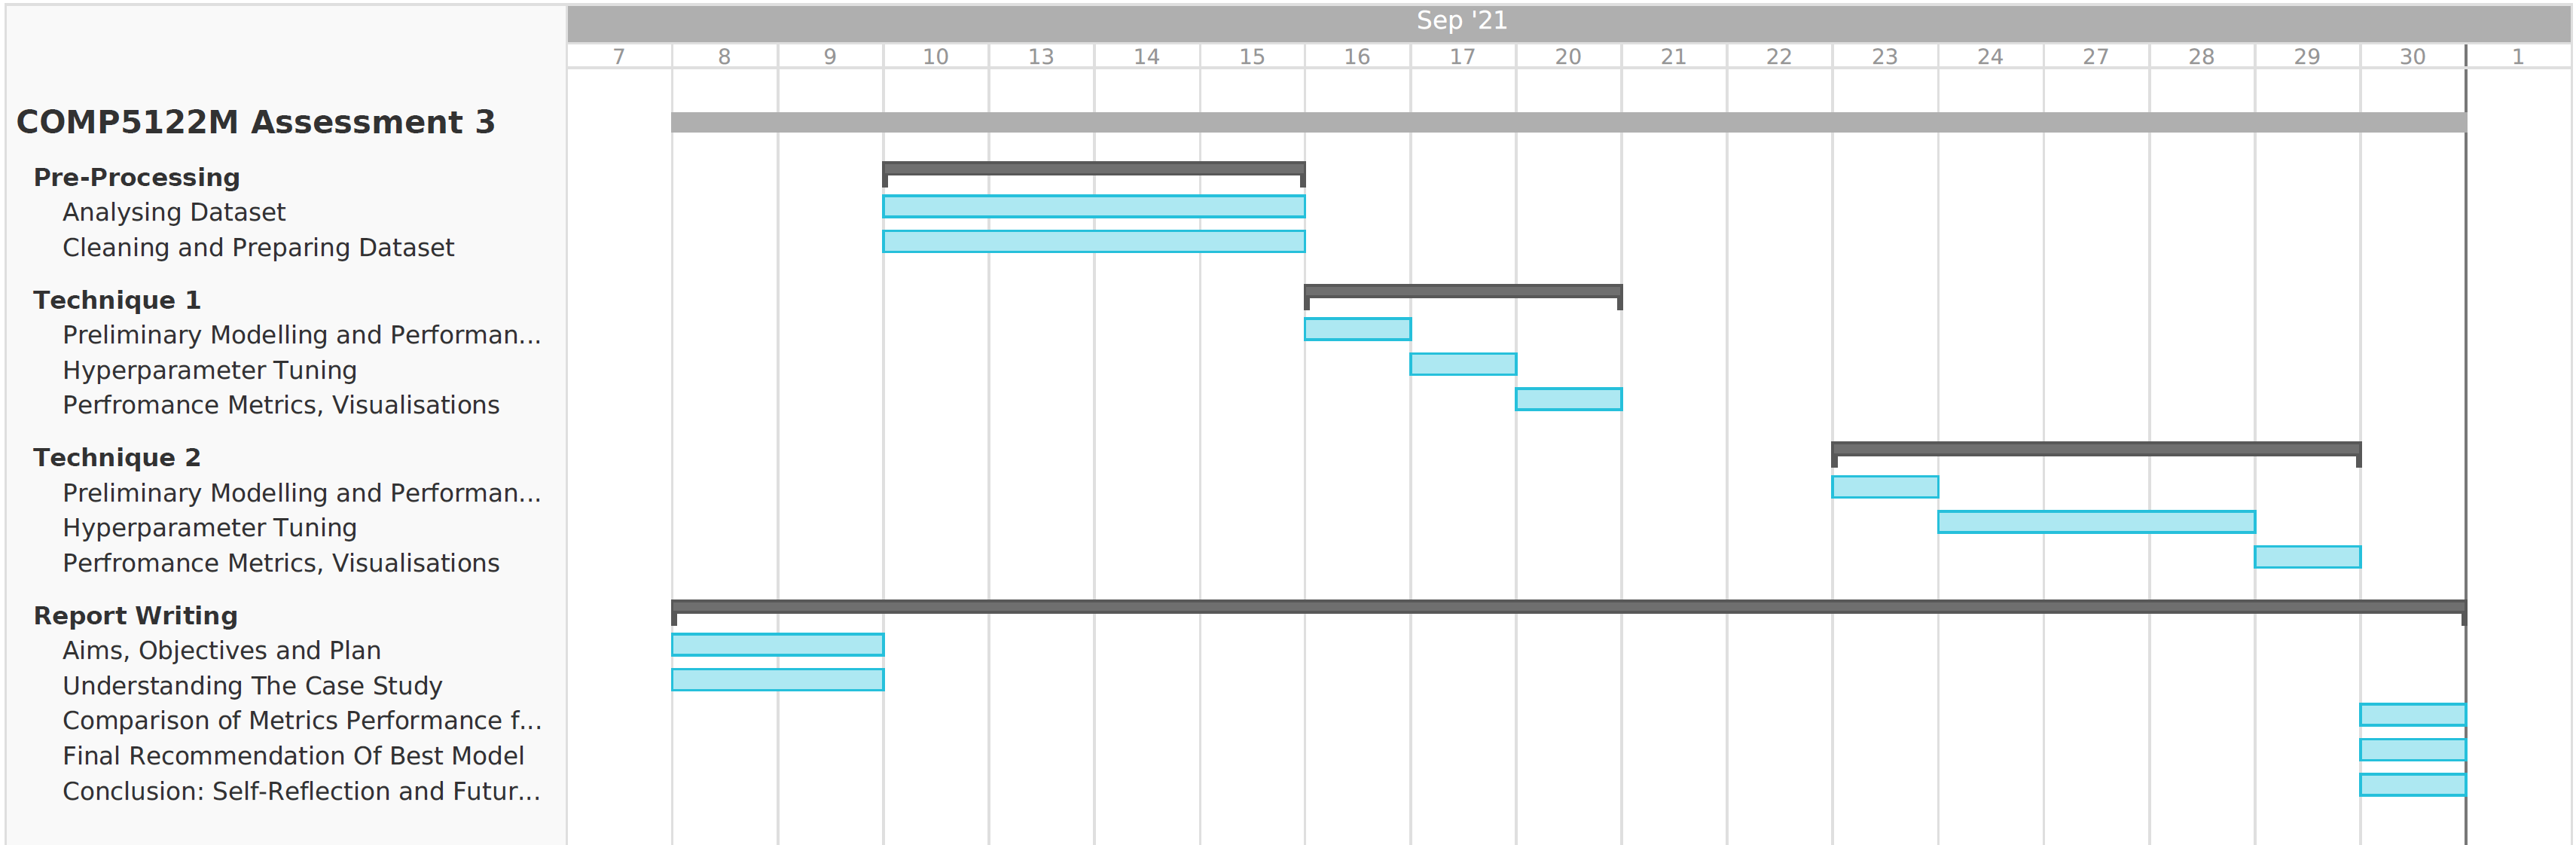 Sep '21
7 8 9 10 13 14 15 16 17 20 21 22 23 24 27 28 29 30 1
COMP5122M Assessment 3
Pre-Processing
Analysing Dataset
Cleaning and Preparing Dataset
Technique 1
Preliminary Modelling and Performan...
Hyperparameter Tuning
Perfromance Metrics, Visualisations
Technique 2
Preliminary Modelling and Performan...
Hyperparameter Tuning
Perfromance Metrics, Visualisations
Report Writing
Aims, Objectives and Plan
Understanding The Case Study
Comparison of Metrics Performance f...
Final Recommendation Of Best Model
Conclusion: Self-Reflection and Futur...